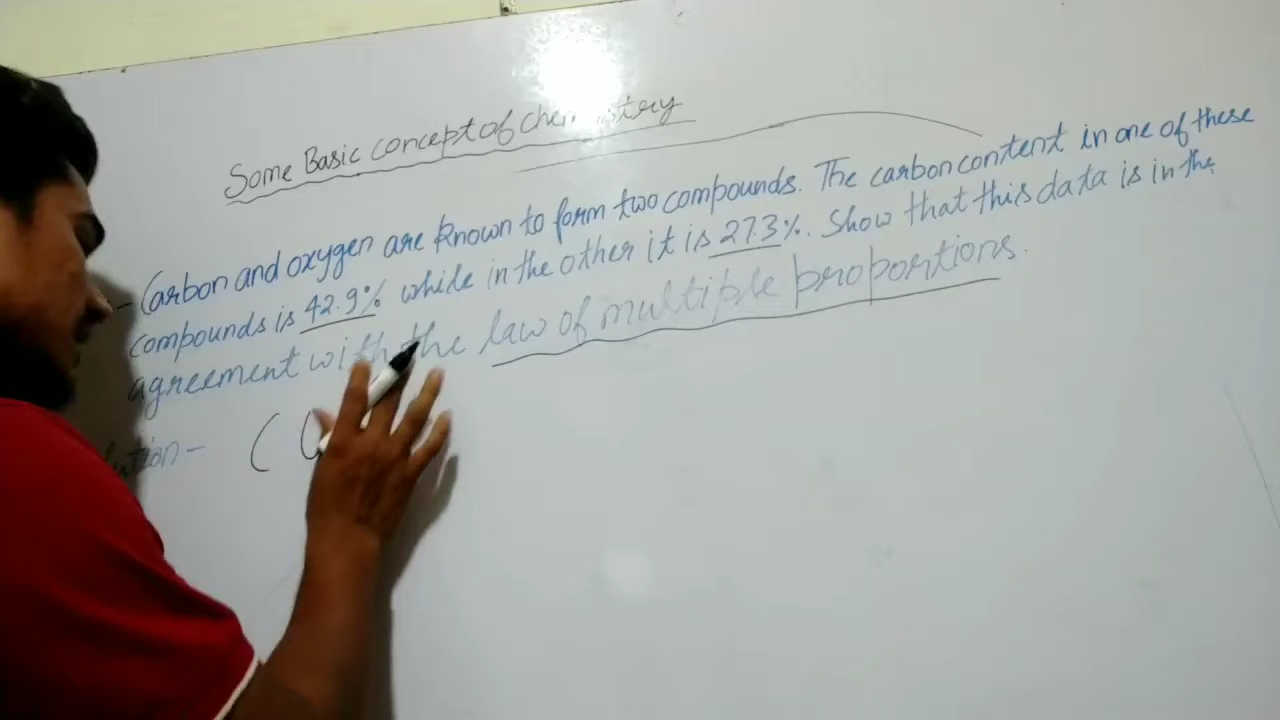 Some Basic concept of Chemistry
Carbon and oxygen are known to form two compounds. The carbon content in one of these
compounds is 42.9% while in the other it is 27.3%. Show that this data is in the
agreement with the law of multiple proportions.
( (